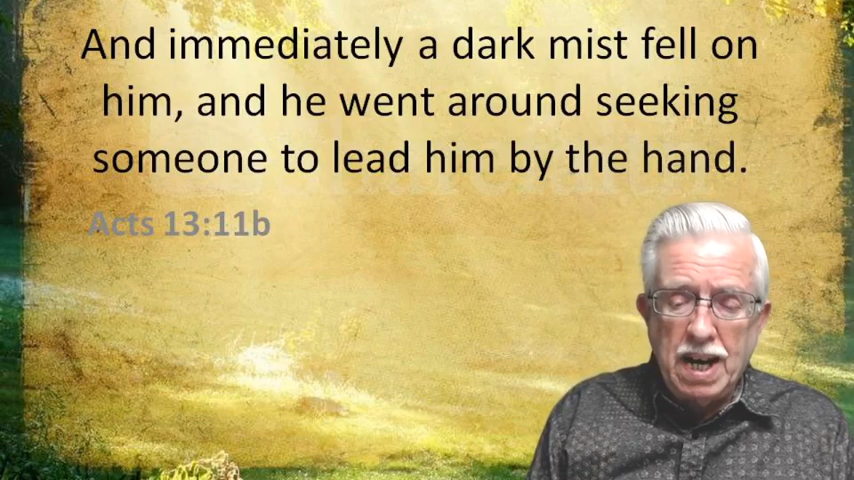 And immediately a dark mist fell on
him, and he went around seeking
someone to lead him by the hand.
Acts 13:11b